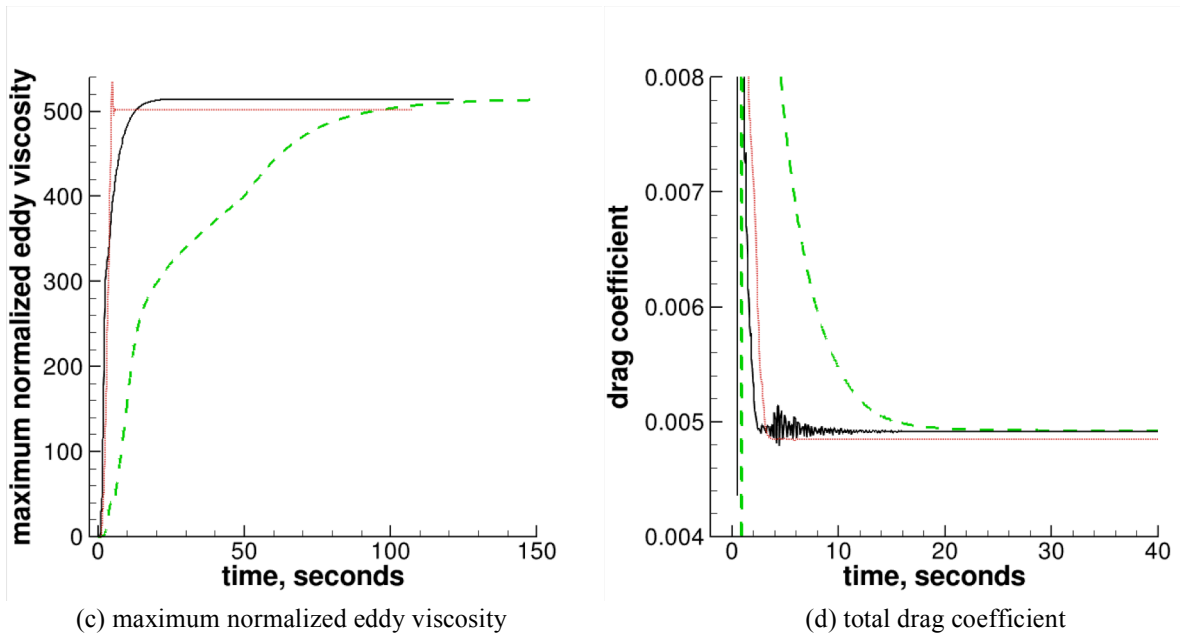 maximum normalized eddy viscosity
500
400
300
200
100
0
0 50 100 150
time, seconds
(c) maximum normalized eddy viscosity
drag coefficient
0.008
0.007
0.006
0.005
0.004
0 10 20 30 40
time, seconds
(d) total drag coefficient